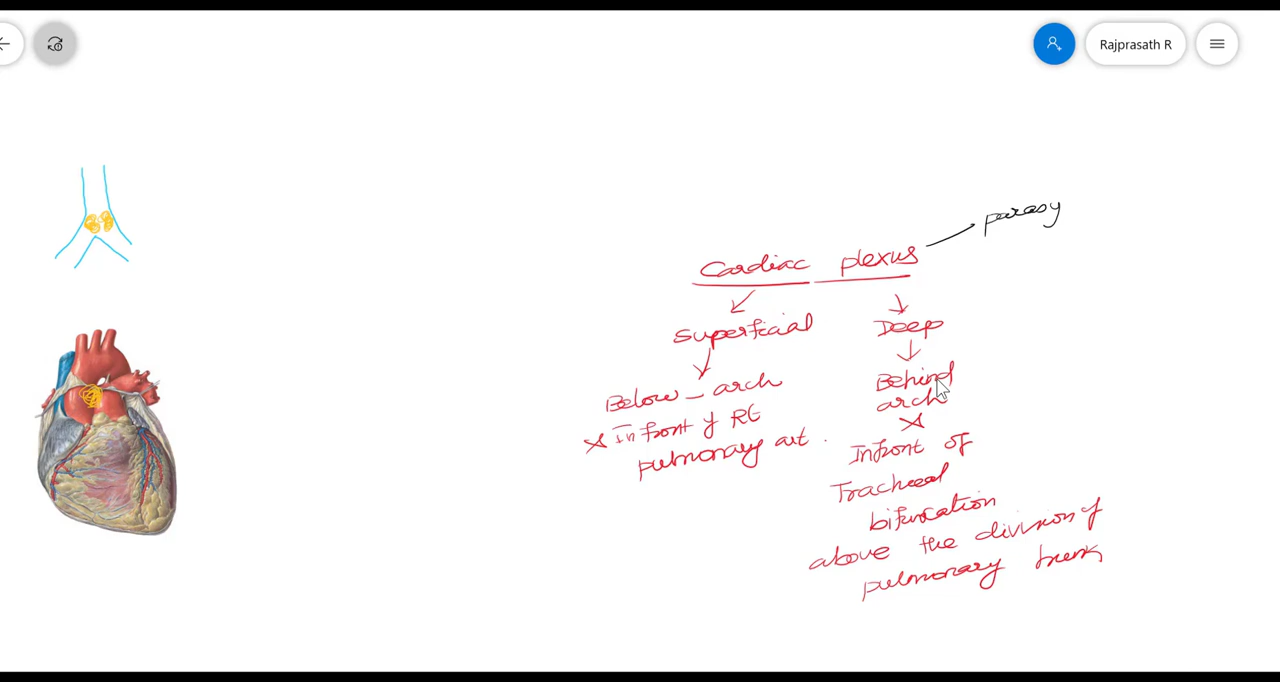 Rajprasath R
parasy
Cardiac plexus
Superficial
Deep
Below - arch
Infront of Rt
pulmonary art.
Behind
arch
Infront of
Tracheal
bifurcation
above the division of
pulmonary trunk